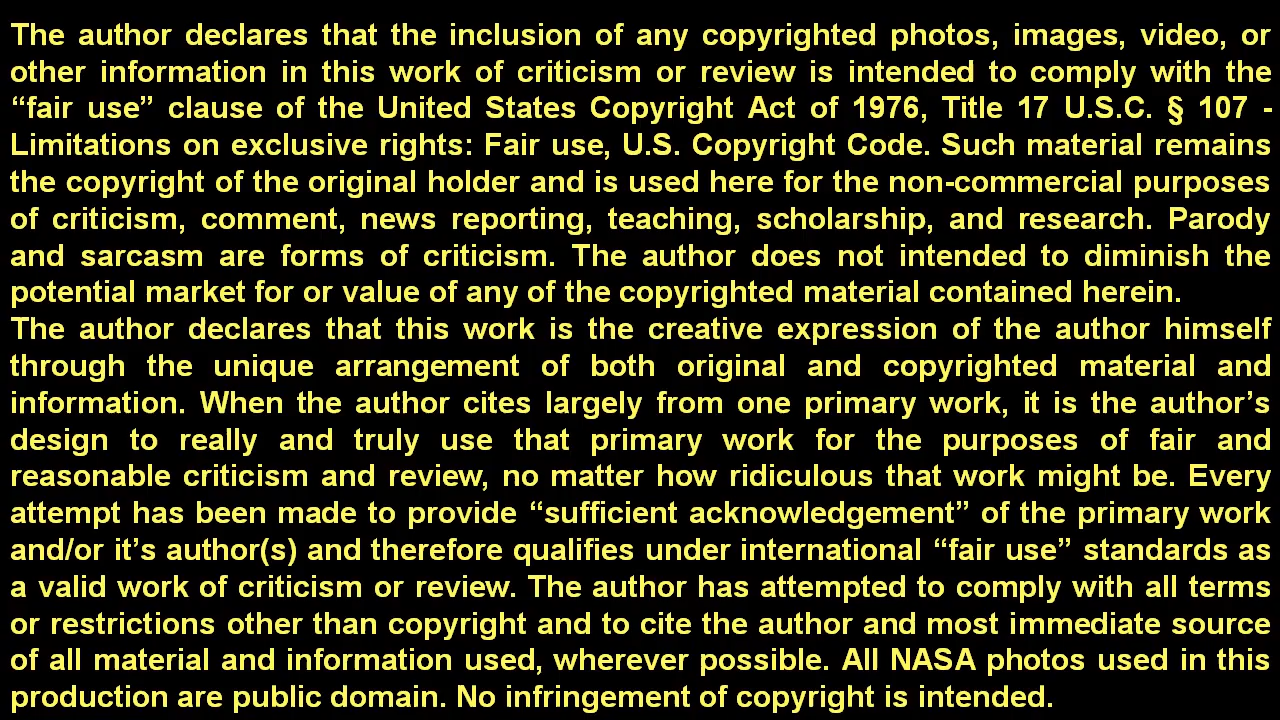 The author declares that the inclusion of any copyrighted photos, images, video, or
other information in this work of criticism or review is intended to comply with the
“fair use” clause of the United States Copyright Act of 1976, Title 17 U.S.C. § 107 -
Limitations on exclusive rights: Fair use, U.S. Copyright Code. Such material remains
the copyright of the original holder and is used here for the non-commercial purposes
of criticism, comment, news reporting, teaching, scholarship, and research. Parody
and sarcasm are forms of criticism. The author does not intended to diminish the
potential market for or value of any of the copyrighted material contained herein.
The author declares that this work is the creative expression of the author himself
through the unique arrangement of both original and copyrighted material and
information. When the author cites largely from one primary work, it is the author’s
design to really and truly use that primary work for the purposes of fair and
reasonable criticism and review, no matter how ridiculous that work might be. Every
attempt has been made to provide “sufficient acknowledgement” of the primary work
and/or it’s author(s) and therefore qualifies under international “fair use” standards as
a valid work of criticism or review. The author has attempted to comply with all terms
or restrictions other than copyright and to cite the author and most immediate source
of all material and information used, wherever possible. All NASA photos used in this
production are public domain. No infringement of copyright is intended.